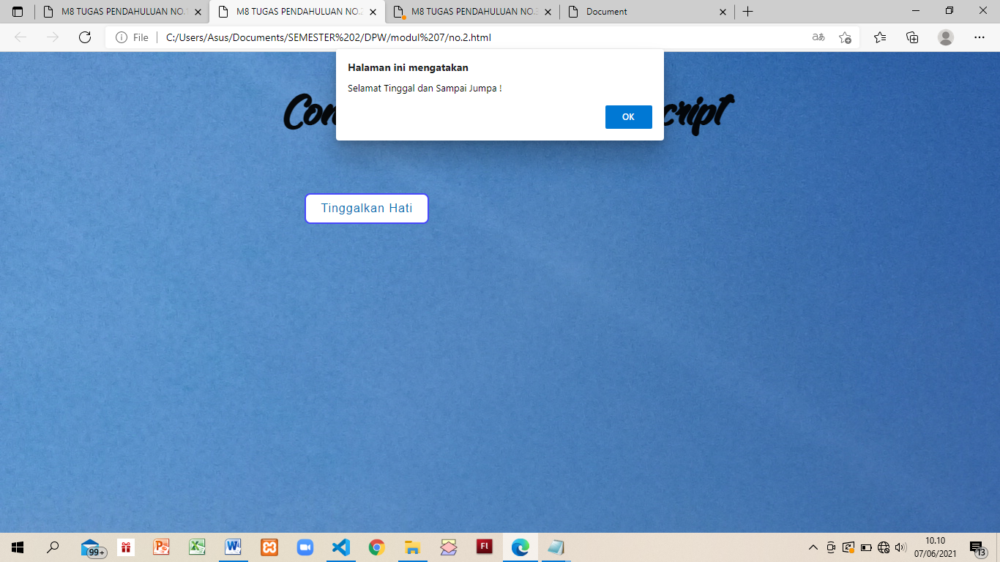 M8 TUGAS PENDAHULUAN NO.1
M8 TUGAS PENDAHULUAN NO.2
M8 TUGAS PENDAHULUAN NO.3
Document
File
C:/Users/Asus/Documents/SEMESTER%202/DPW/modul%207/no.2.html
aあ
Halaman ini mengatakan
Selamat Tinggal dan Sampai Jumpa !
OK
Con
cript
Tinggalkan Hati
99+
Fl
10.10
07/06/2021
13